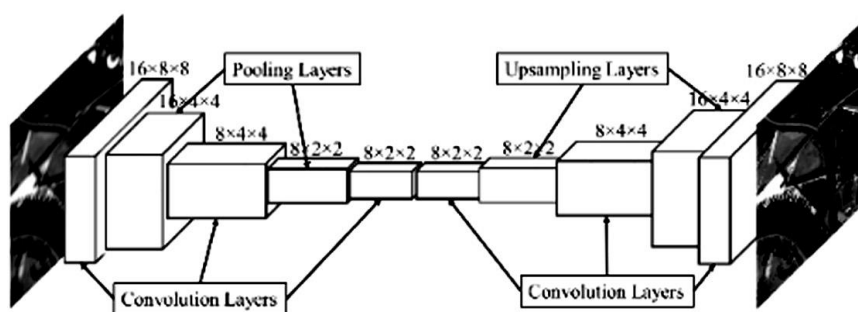 16×8×8
Pooling Layers
16×4×4
8×4×4
8×2×2
8×2×2
8×2×2
8×2×2
8×4×4
Upsampling Layers
16×4×4
16×8×8
Convolution Layers
Convolution Layers